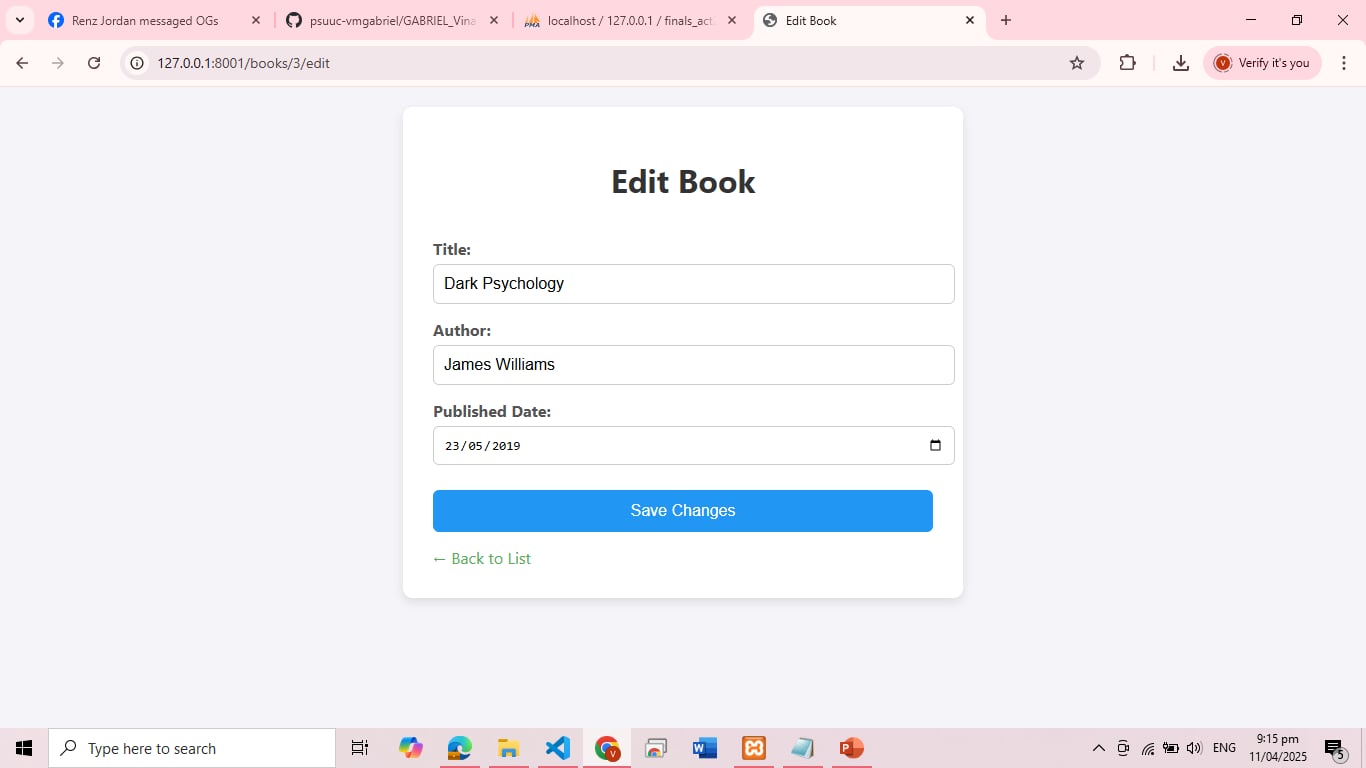 Renz Jordan messaged OGs
psuuc-vmgabriel/GABRIEL_Vina
localhost / 127.0.0.1 / finals_act
Edit Book
127.0.0.1:8001/books/3/edit
V
Verify it's you
Edit Book
Title:
Dark Psychology
Author:
James Williams
Published Date:
23/05/2019
Save Changes
← Back to List
Type here to search
ENG
9:15 pm
11/04/2025
5